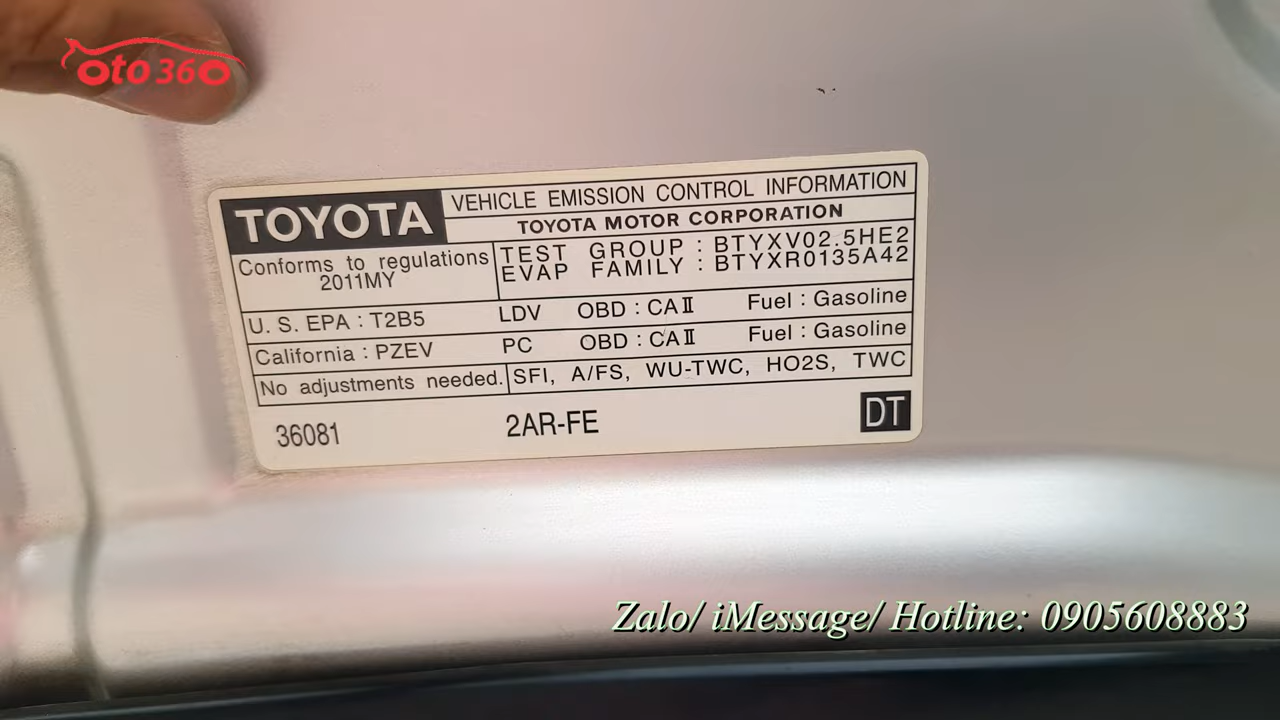 oto360
TOYOTA
VEHICLE EMISSION CONTROL INFORMATION
TOYOTA MOTOR CORPORATION
Conforms to regulations
2011MY
TEST GROUP : BTYXV02.5HE2
EVAP FAMILY : BTYXR0135A42
U. S. EPA : T2B5 LDV OBD : CAⅡ Fuel : Gasoline
California : PZEV PC OBD : CAⅡ Fuel : Gasoline
No adjustments needed. SFI, A/FS, WU-TWC, HO2S, TWC
36081 2AR-FE DT
Zalo/ iMessage/ Hotline: 0905608883